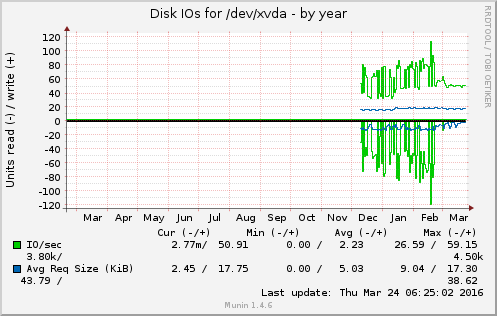 Disk IOs for /dev/xvda - by year
RRDTOOL / TOBI OETIKER
Units read (-) / write (+)
120
100
80
60
40
20
0
-20
-40
-60
-80
-100
-120
Mar Apr May Jun Jul Aug Sep Oct Nov Dec Jan Feb Mar
Cur (-/+) Min (-/+) Avg (-/+) Max (-/+)
IO/sec 2.77m/ 50.91 0.00 / 2.23 26.59 / 59.15
3.80k/ 4.50k
Avg Req Size (KiB) 2.45 / 17.75 0.00 / 5.03 9.04 / 17.30
43.79 / 38.62
Last update: Thu Mar 24 06:25:02 2016
Munin 1.4.6